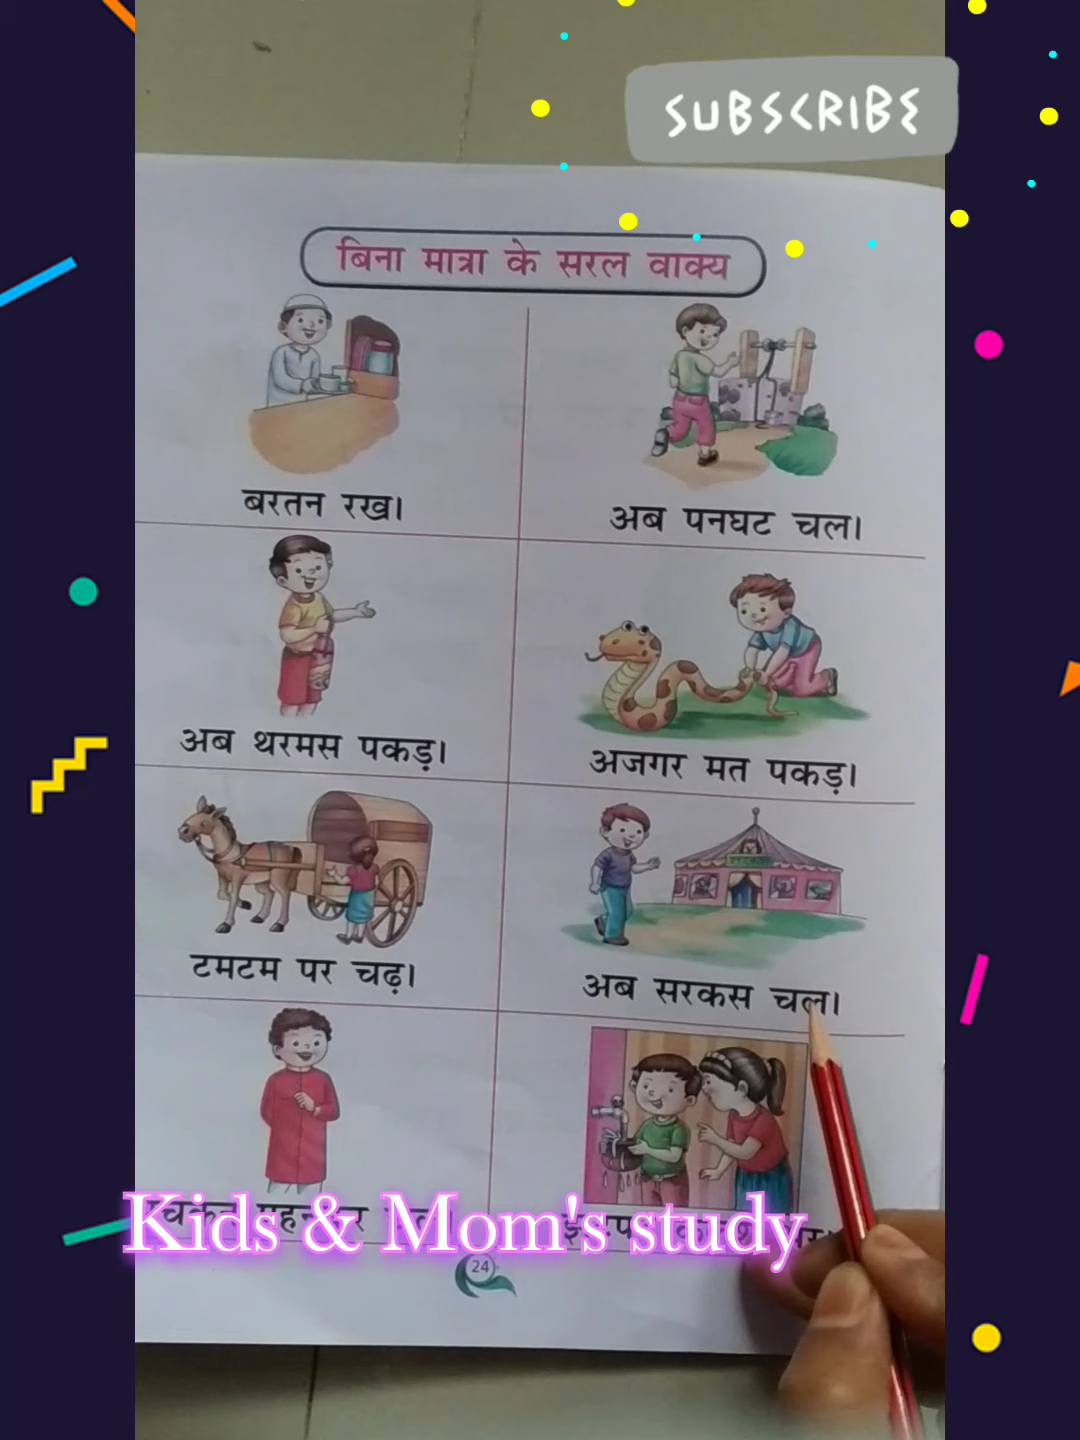 SUBSCRIBE
बिना मात्रा के सरल वाक्य
बरतन रख।
अब पनघट चल।
अब थरमस पकड़।
अजगर मत पकड़।
टमटम पर चढ़।
अब सरकस चल।
Kids & Mom's study
24